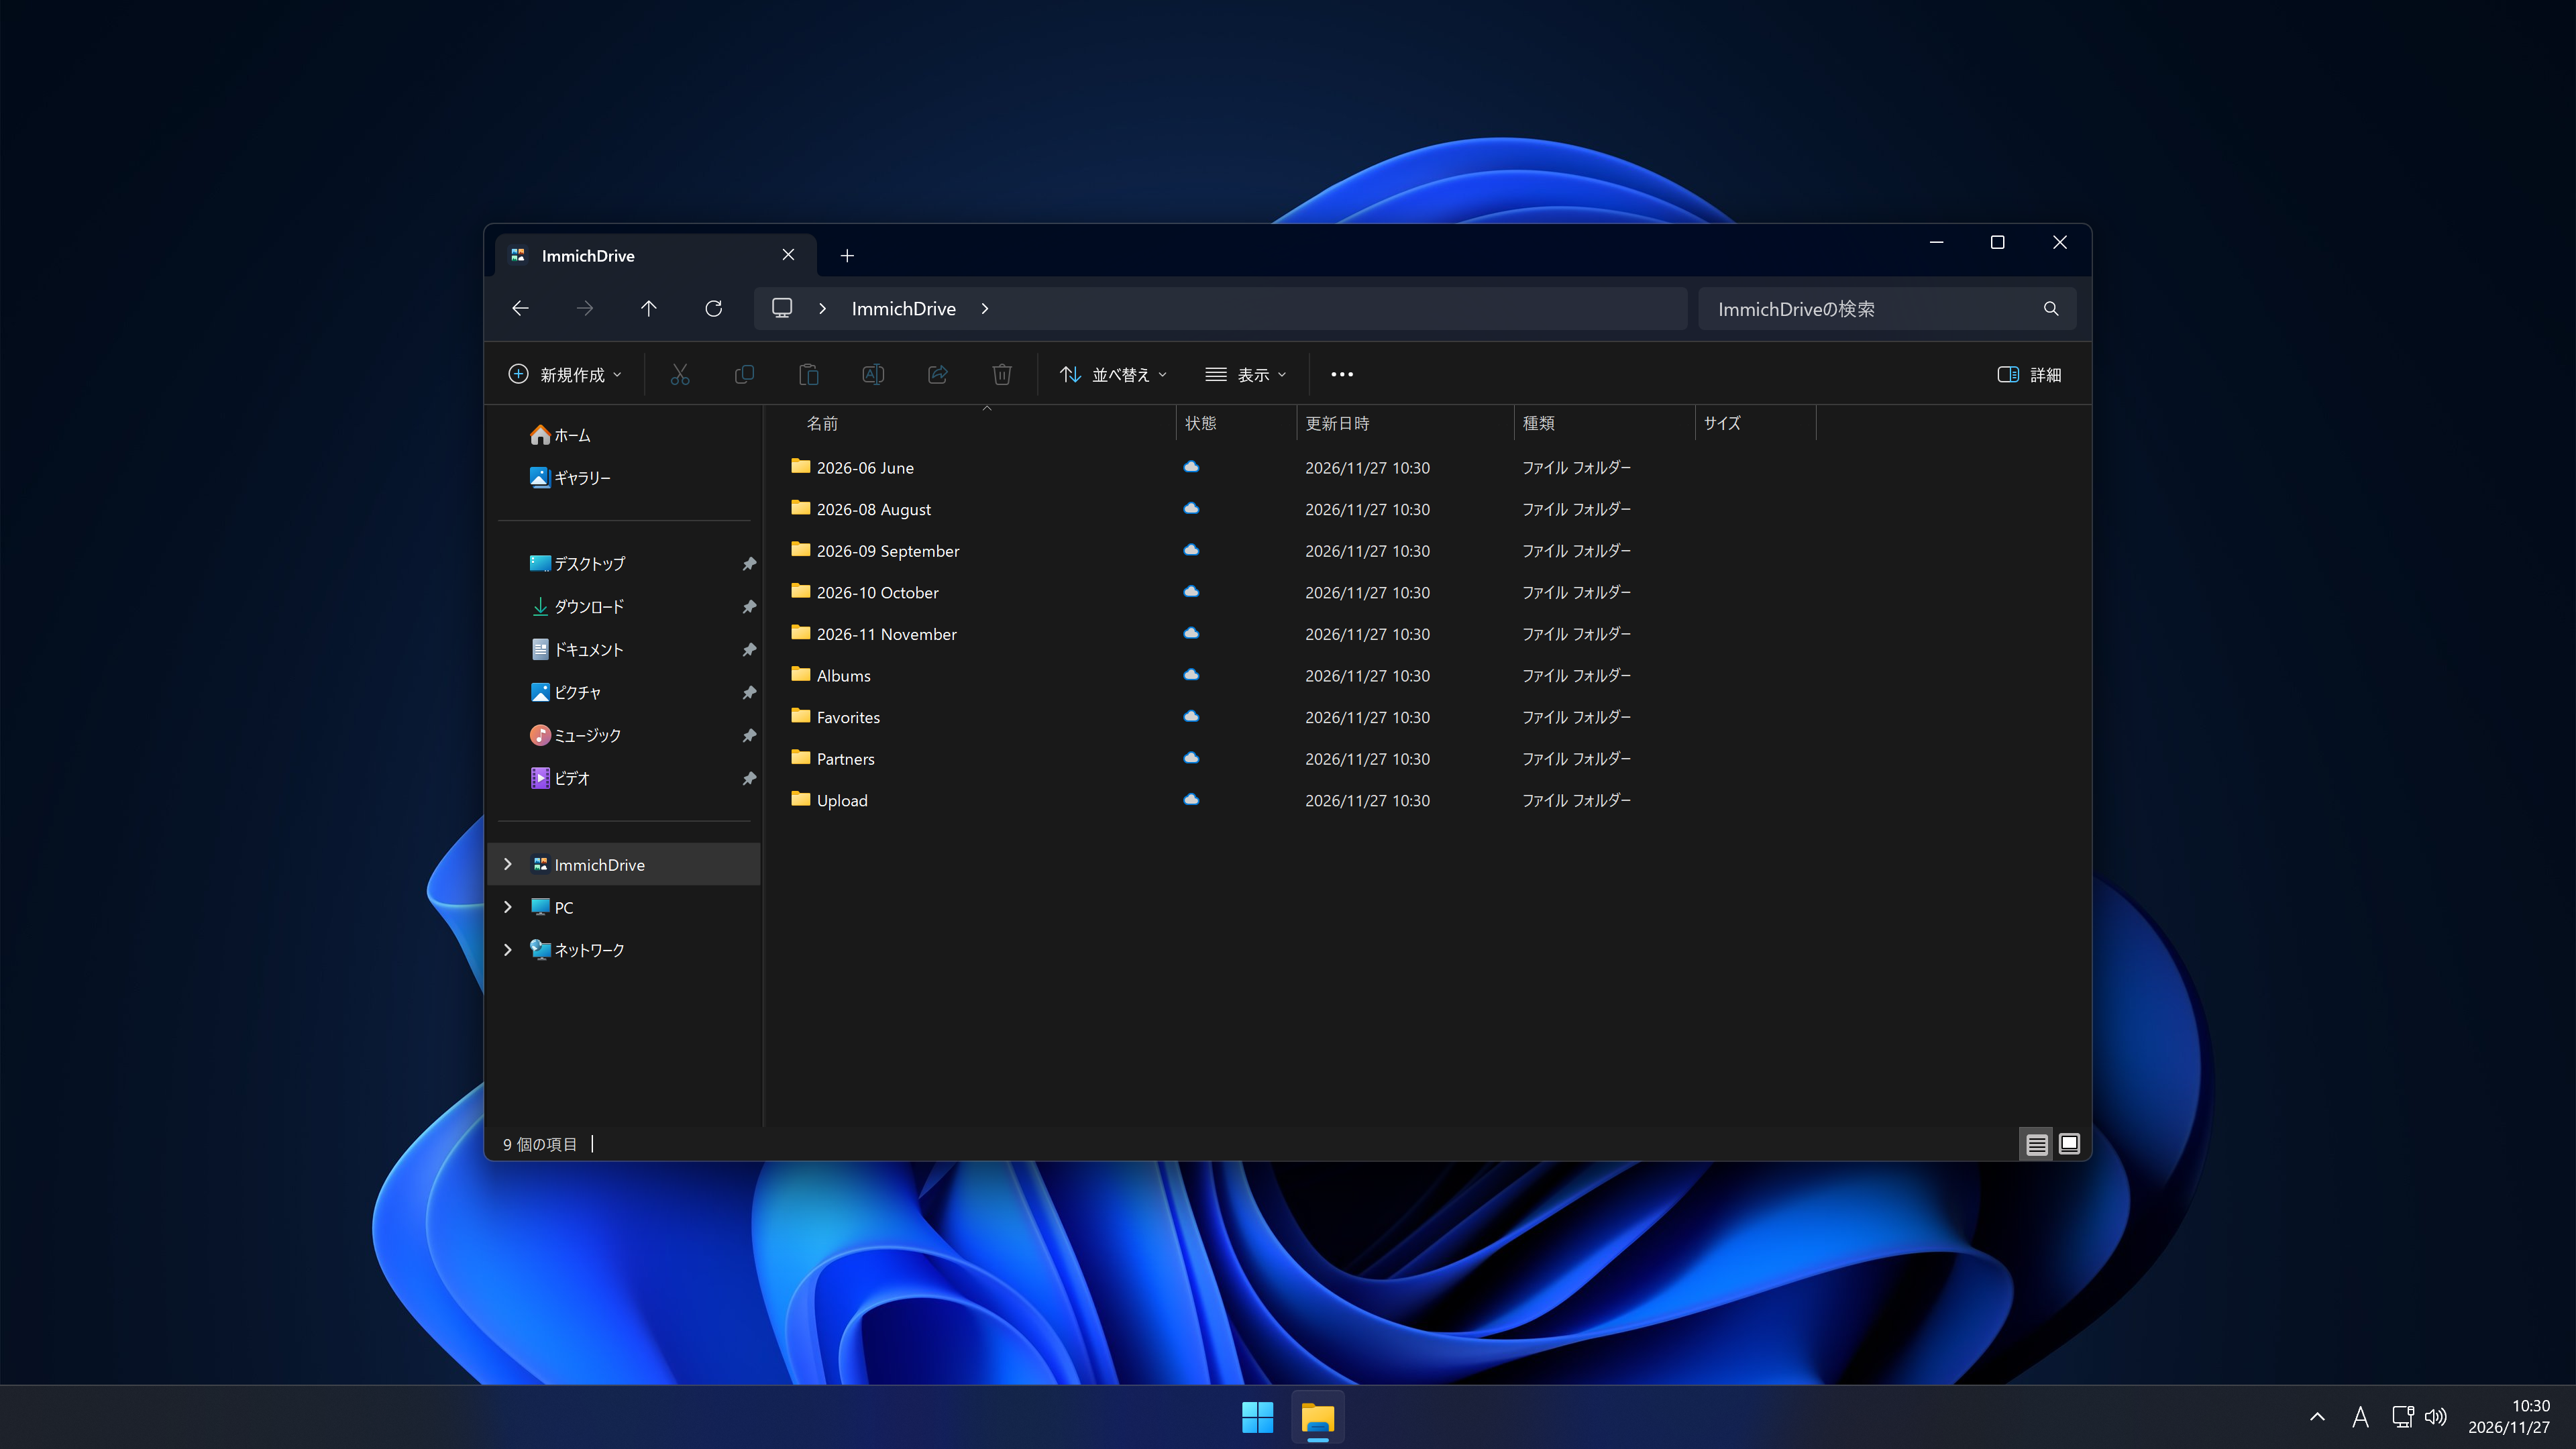 ImmichDrive
ImmichDrive
ImmichDriveの検索
新規作成
並べ替え
表示
詳細
ホーム
ギャラリー
デスクトップ
ダウンロード
ドキュメント
ピクチャ
ミュージック
ビデオ
ImmichDrive
PC
ネットワーク
名前 状態 更新日時 種類 サイズ
2026-06 June 2026/11/27 10:30 ファイル フォルダー
2026-08 August 2026/11/27 10:30 ファイル フォルダー
2026-09 September 2026/11/27 10:30 ファイル フォルダー
2026-10 October 2026/11/27 10:30 ファイル フォルダー
2026-11 November 2026/11/27 10:30 ファイル フォルダー
Albums 2026/11/27 10:30 ファイル フォルダー
Favorites 2026/11/27 10:30 ファイル フォルダー
Partners 2026/11/27 10:30 ファイル フォルダー
Upload 2026/11/27 10:30 ファイル フォルダー
9 個の項目
A
10:30
2026/11/27